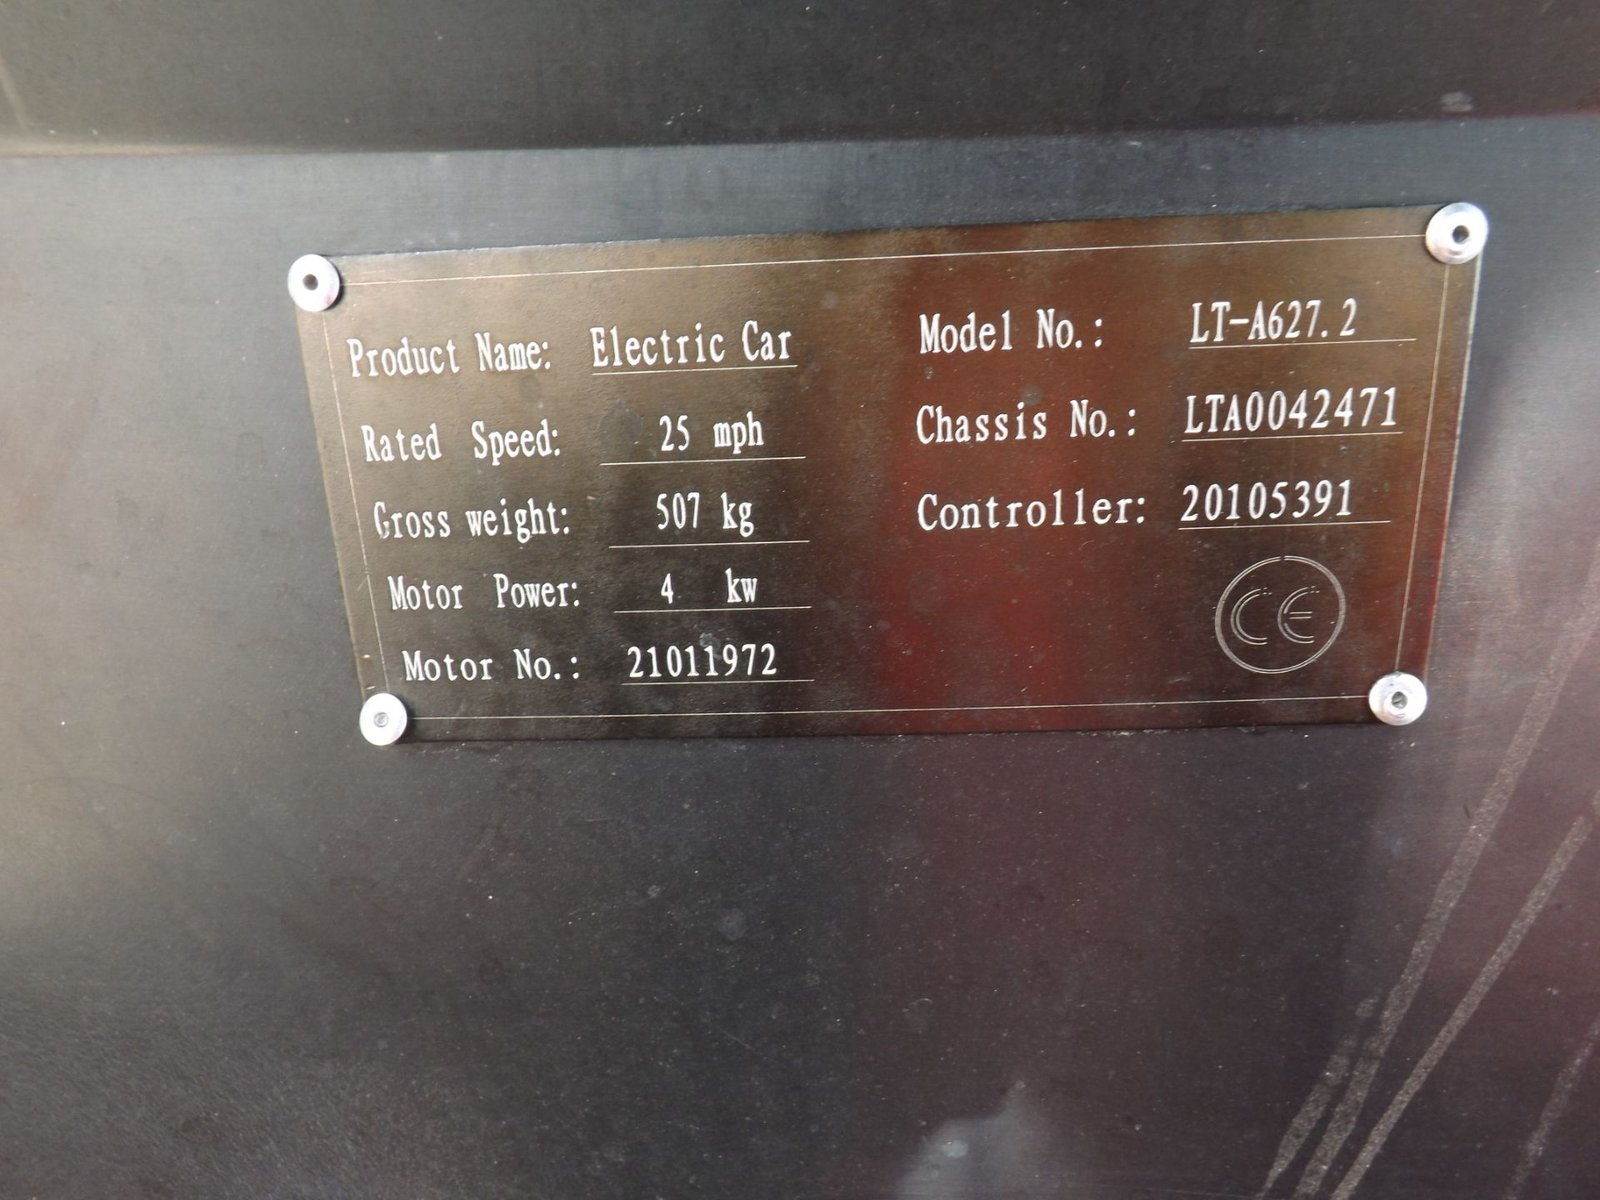 Product Name: Electric Car
Rated Speed: 25 mph
Gross weight: 507 kg
Motor Power: 4 kw
Motor No.: 21011972
Model No.: LT-A627.2
Chassis No.: LTA0042471
Controller: 20105391
CE